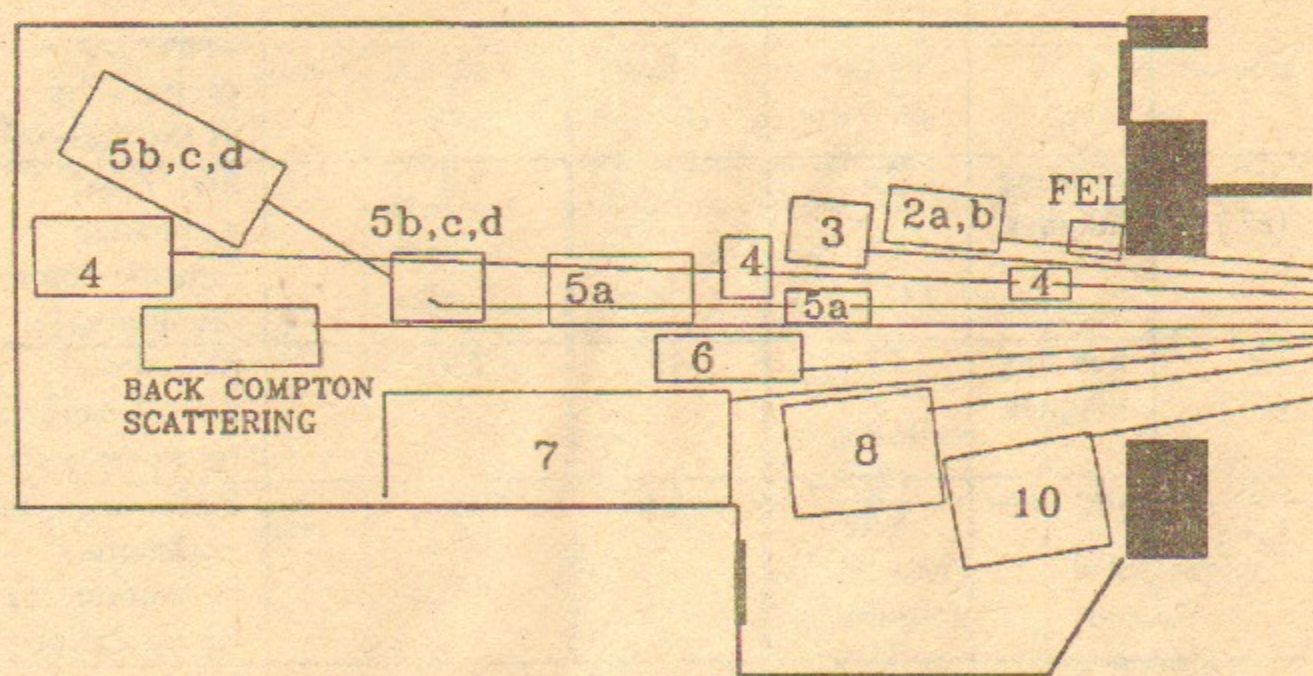 5b,c,d
FEL
2a,b
3
5b,c,d
4
4
5a
4
5a
6
BACK COMPTON
SCATTERING
7
8
10